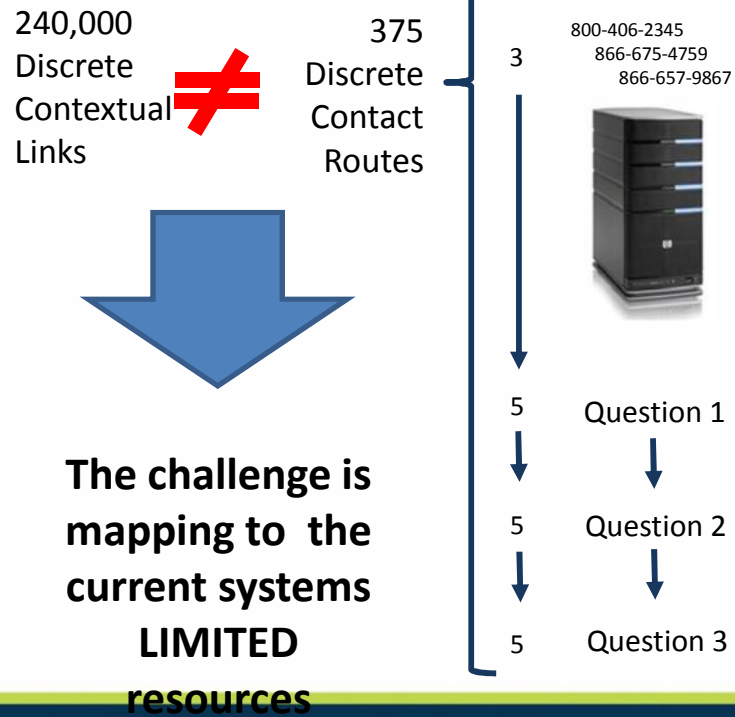 240,000
Discrete
Contextual
Links
≠
375
Discrete
Contact
Routes
3
800-406-2345
866-675-4759
866-657-9867
5
Question 1
5
Question 2
5
Question 3
The challenge is
mapping to the
current systems
LIMITED
resources